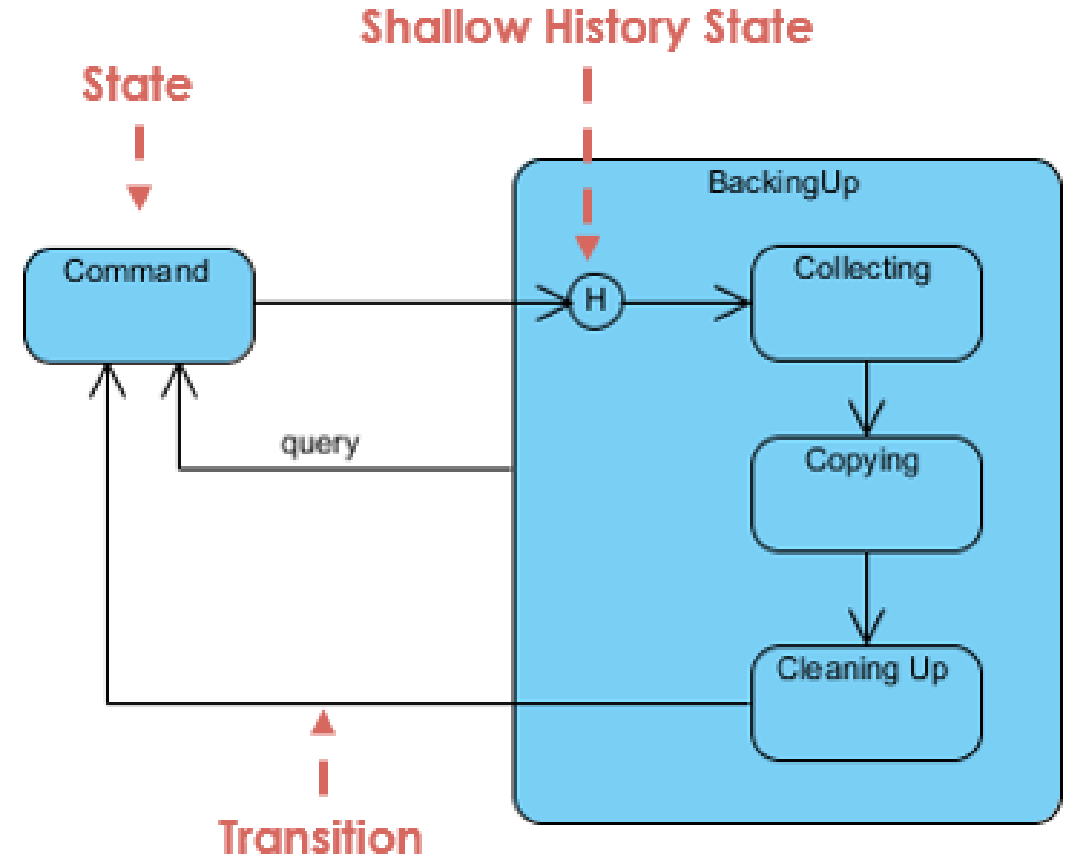 Shallow History State
State
BackingUp
Command
H
Collecting
query
Copying
Cleaning Up
Transition